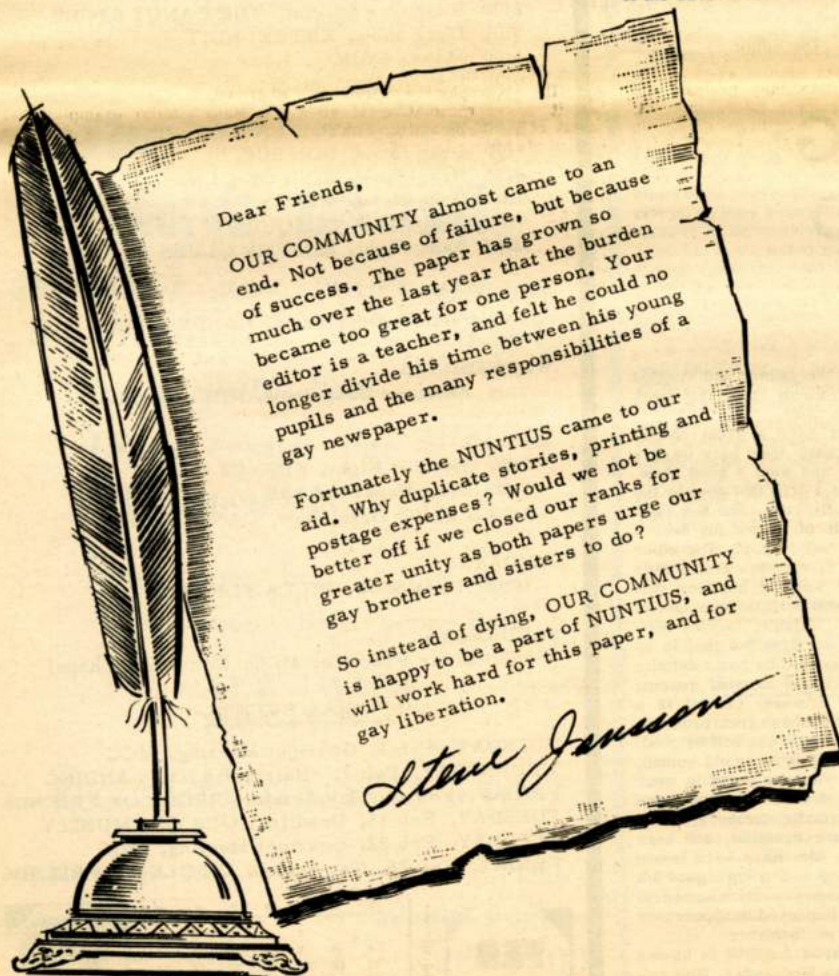 Dear Friends,
OUR COMMUNITY almost came to an
end. Not because of failure, but because
of success. The paper has grown so
much over the last year that the burden
became too great for one person. Your
editor is a teacher, and felt he could no
longer divide his time between his young
pupils and the many responsibilities of a
gay newspaper.
Fortunately the NUNTIUS came to our
aid. Why duplicate stories, printing and
postage expenses? Would we not be
better off if we closed our ranks for
greater unity as both papers urge our
gay brothers and sisters to do?
So instead of dying, OUR COMMUNITY
is happy to be a part of NUNTIUS, and
will work hard for this paper, and for
gay liberation.
Steve Jansson